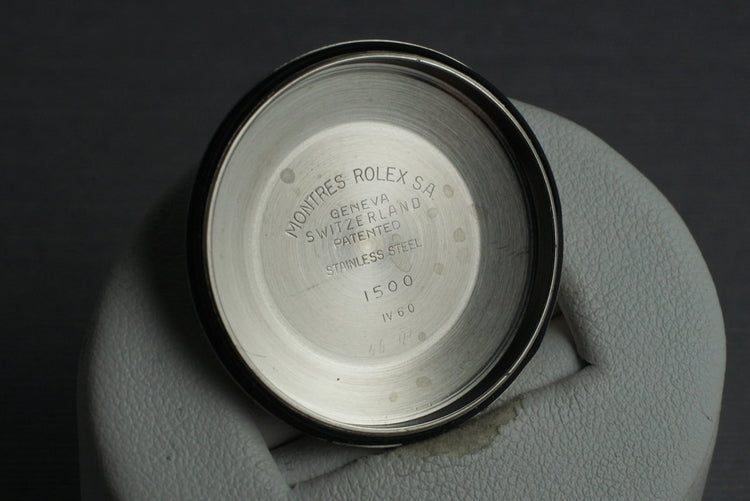 MONTRES ROLEX S.A.
GENEVA
SWITZERLAND
PATENTED
STAINLESS STEEL
1500
IV 60